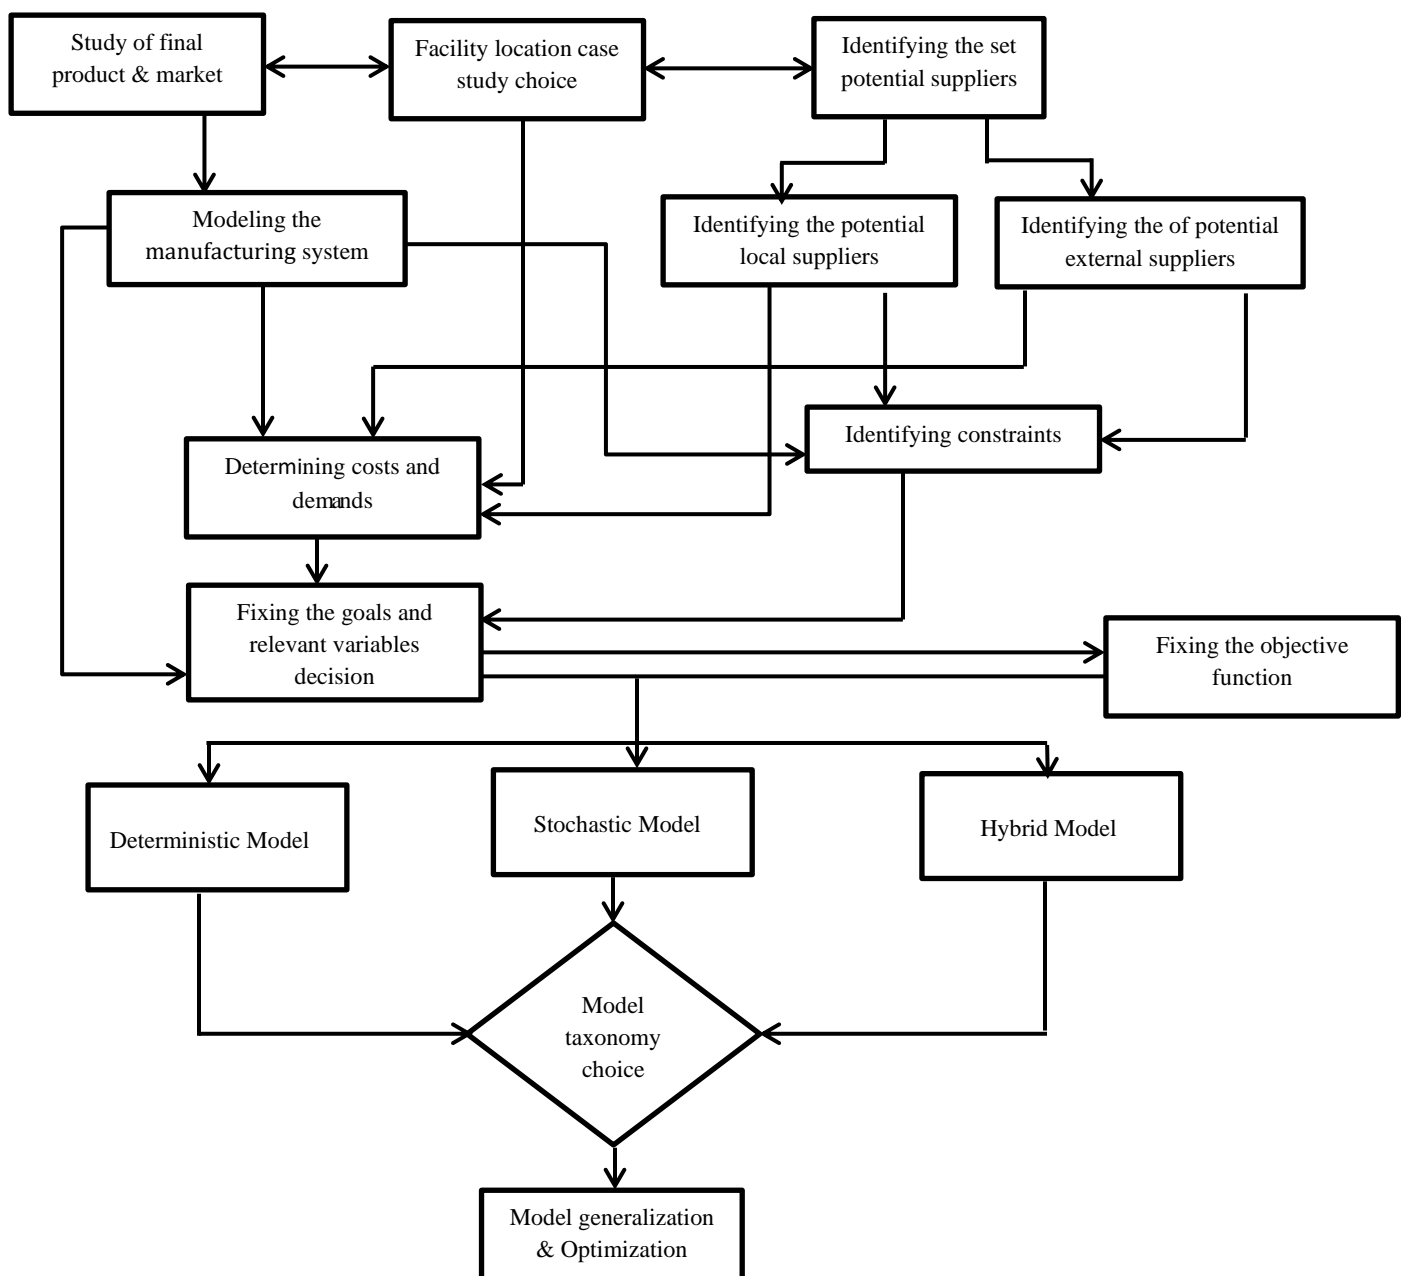 Study of final
product & market
Facility location case
study choice
Identifying the set
potential suppliers
Modeling the
manufacturing system
Identifying the potential
local suppliers
Identifying the of potential
external suppliers
Identifying constraints
Determining costs and
demands
Fixing the goals and
relevant variables
decision
Fixing the objective
function
Deterministic Model
Stochastic Model
Hybrid Model
Model
taxonomy
choice
Model generalization
& Optimization